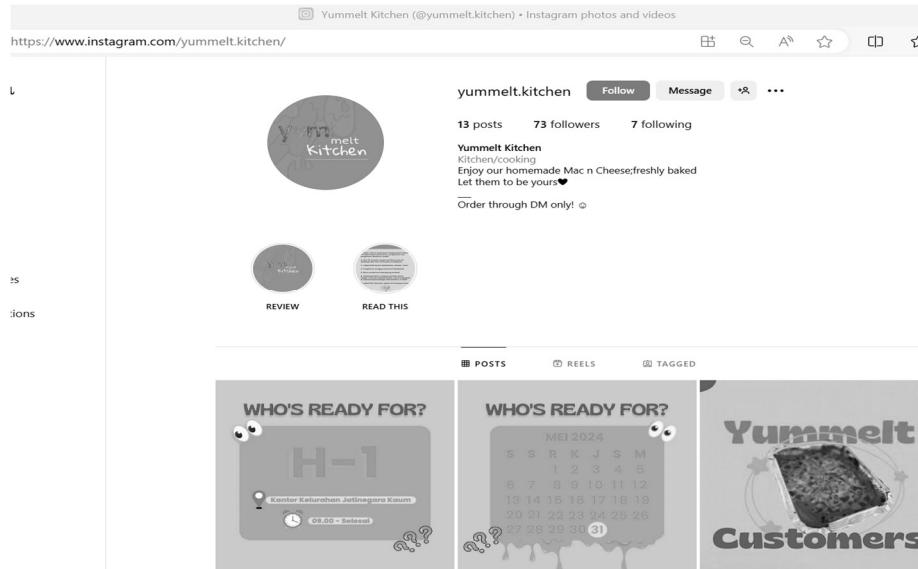 Yummelt Kitchen (@yummelt.kitchen) • Instagram photos and videos
https://www.instagram.com/yummelt.kitchen/
yummelt.kitchen Follow Message
13 posts 73 followers 7 following
Yummelt Kitchen
Kitchen/cooking
Enjoy our homemade Mac n Cheese;freshly baked
Let them to be yours🖤
__
Order through DM only! ☺
yum melt
Kitchen
REVIEW READ THIS
es
tions
POSTS REELS TAGGED
WHO'S READY FOR?
H-1
Kantor Kelurahan Jatinegara Kaum
09.00 - Selesai
???
WHO'S READY FOR?
MEI 2024
S S R K J S M
1 2 3 4 5
6 7 8 9 10 11 12
13 14 15 16 17 18 19
20 21 22 23 24 25 26
27 28 29 30 31
???
Yummelt
Customers